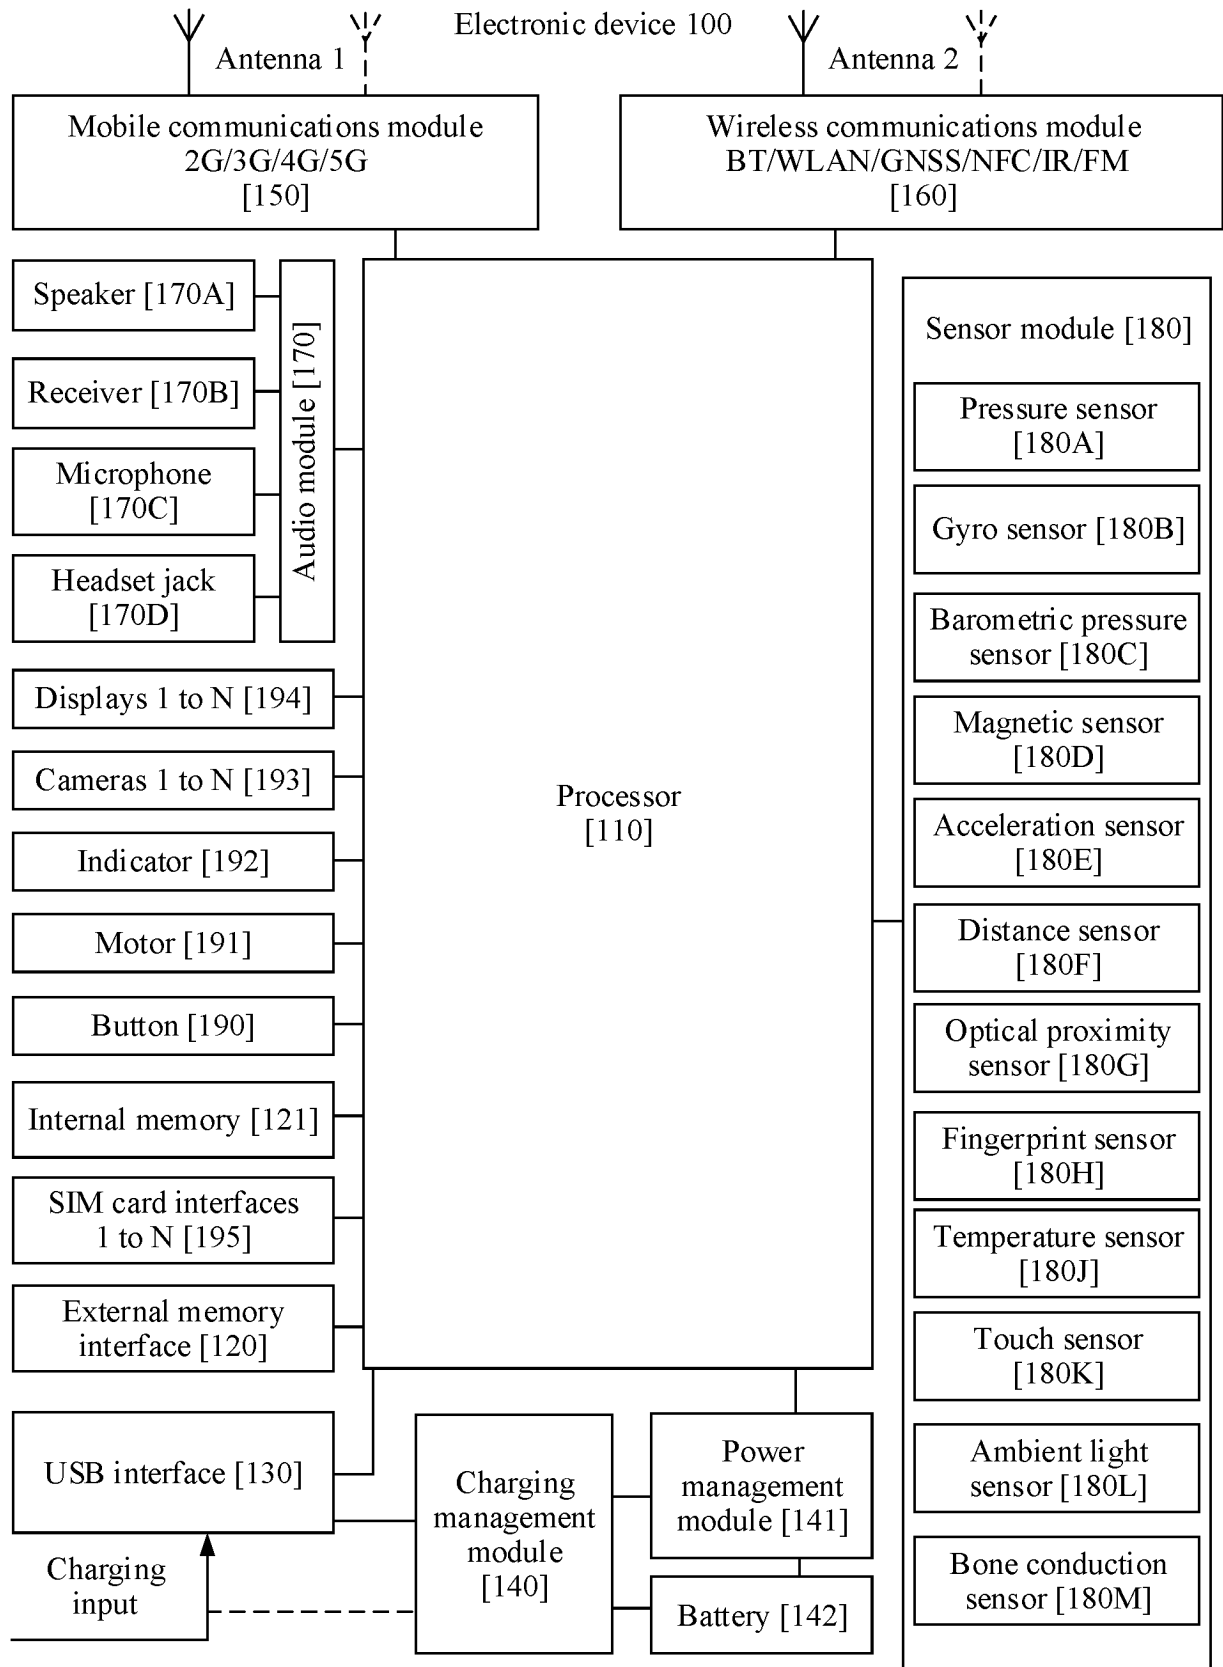 Electronic device 100
Antenna 1
Antenna 2
Mobile communications module
2G/3G/4G/5G
[150]
Wireless communications module
BT/WLAN/GNSS/NFC/IR/FM
[160]
Speaker [170A]
Receiver [170B]
Microphone
[170C]
Headset jack
[170D]
Audio module [170]
Displays 1 to N [194]
Cameras 1 to N [193]
Indicator [192]
Motor [191]
Button [190]
Internal memory [121]
SIM card interfaces
1 to N [195]
External memory
interface [120]
USB interface [130]
Charging
input
Processor
[110]
Charging
management
module
[140]
Power
management
module [141]
Battery [142]
Sensor module [180]
Pressure sensor
[180A]
Gyro sensor [180B]
Barometric pressure
sensor [180C]
Magnetic sensor
[180D]
Acceleration sensor
[180E]
Distance sensor
[180F]
Optical proximity
sensor [180G]
Fingerprint sensor
[180H]
Temperature sensor
[180J]
Touch sensor
[180K]
Ambient light
sensor [180L]
Bone conduction
sensor [180M]